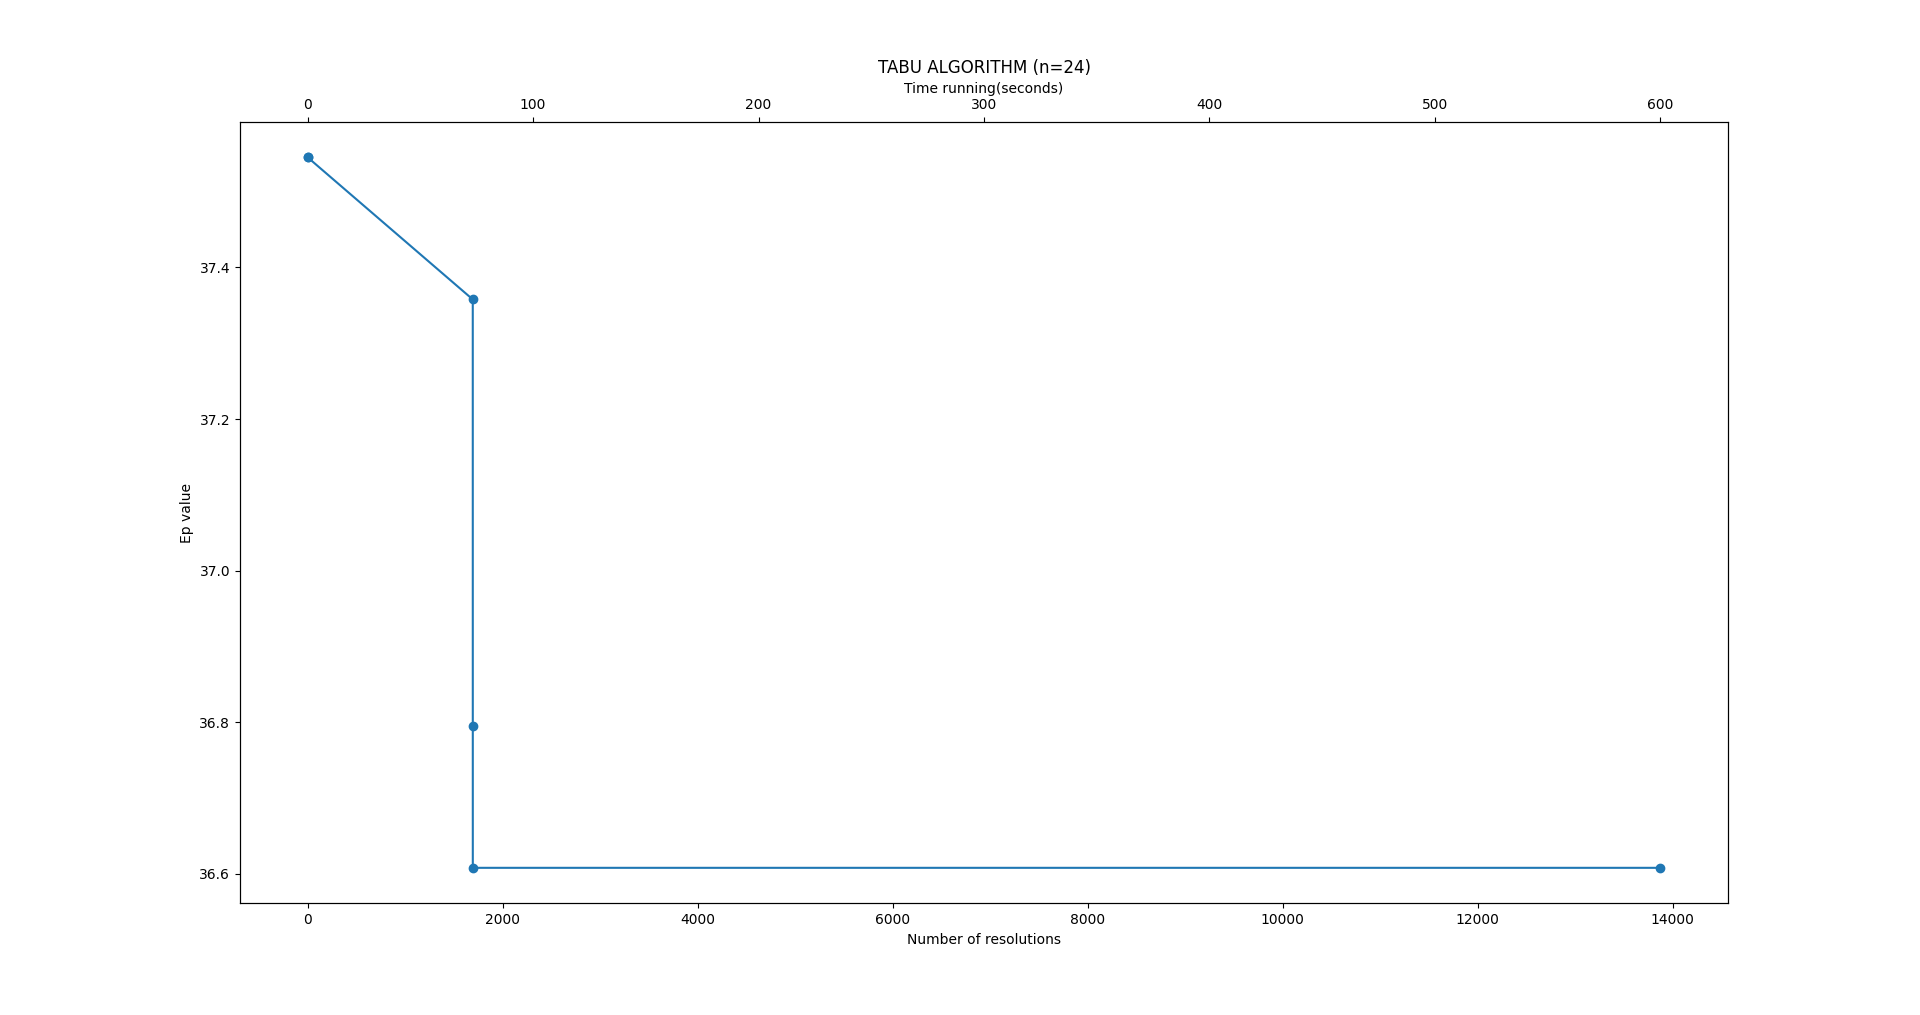 TABU ALGORITHM (n=24)
Time running(seconds)
0 100 200 300 400 500 600
37.4
37.2
37.0
36.8
36.6
Ep value
0 2000 4000 6000 8000 10000 12000 14000
Number of resolutions